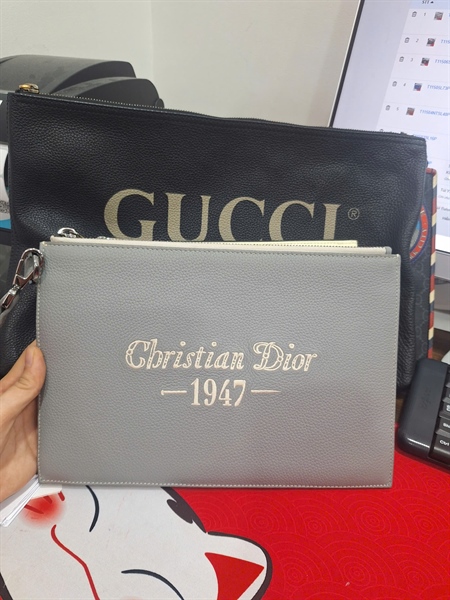 GUCCI®
Christian Dior
—1947—